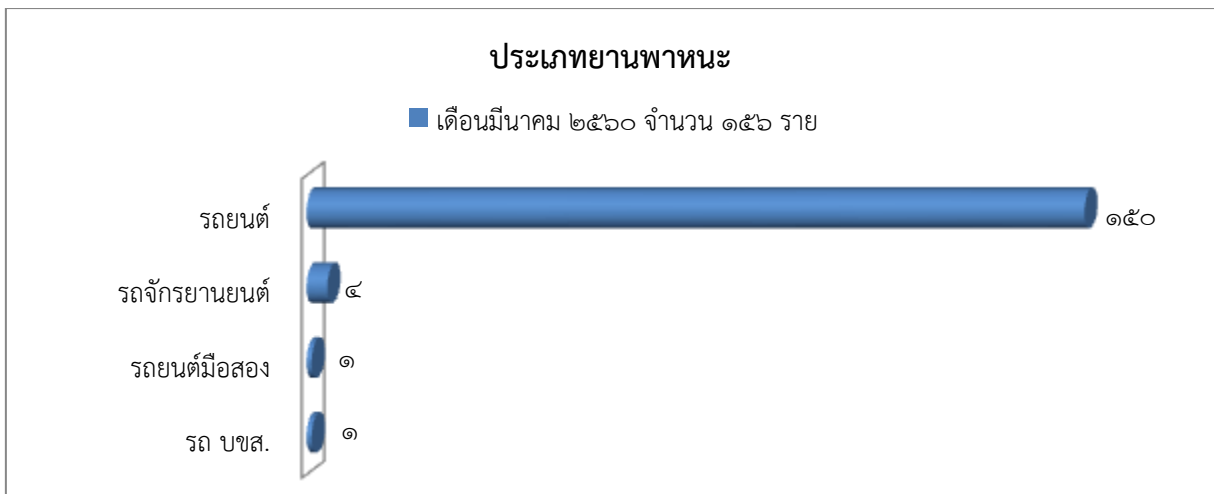 ประเภทยานพาหนะ
เดือนมีนาคม ๒๕๖๐ จำนวน ๑๕๖ ราย
รถยนต์ ๑๕๐
รถจักรยานยนต์ ๔
รถยนต์มือสอง ๑
รถ บขส. ๑